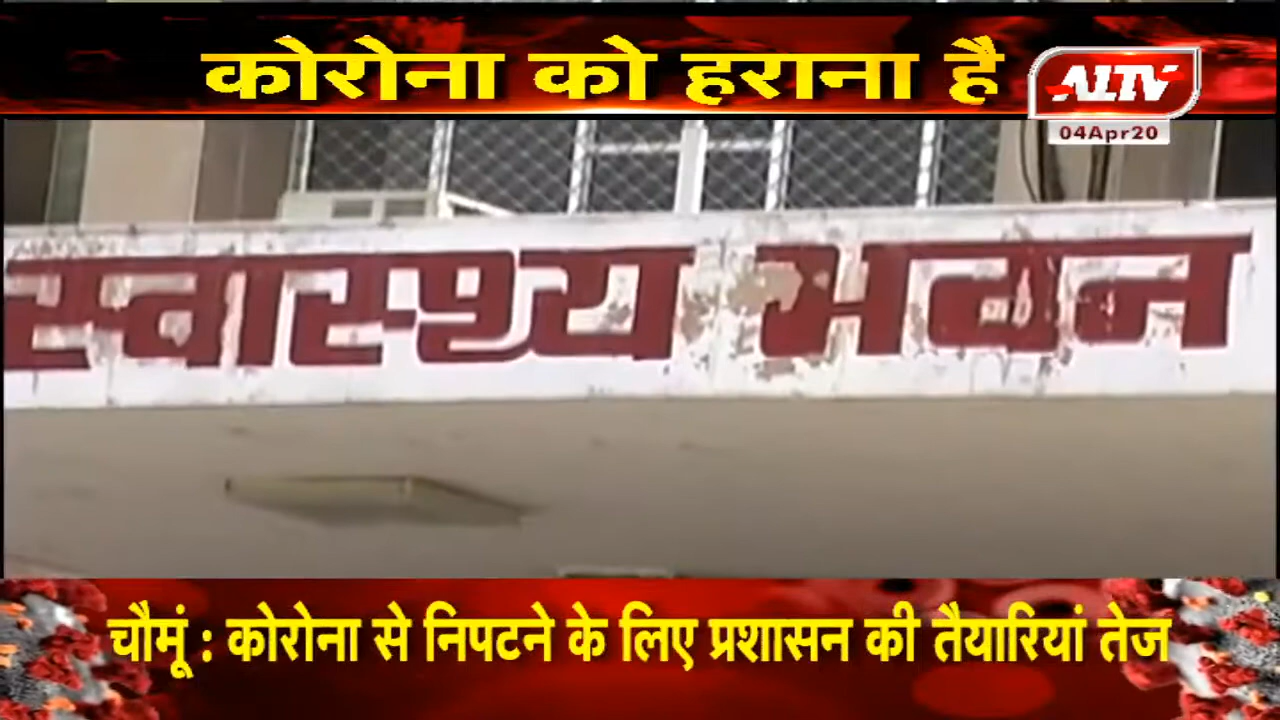 कोरोना को हराना है
ALTV
04Apr20
स्वास्थ्य भवन
चौमूं : कोरोना से निपटने के लिए प्रशासन की तैयारियां तेज